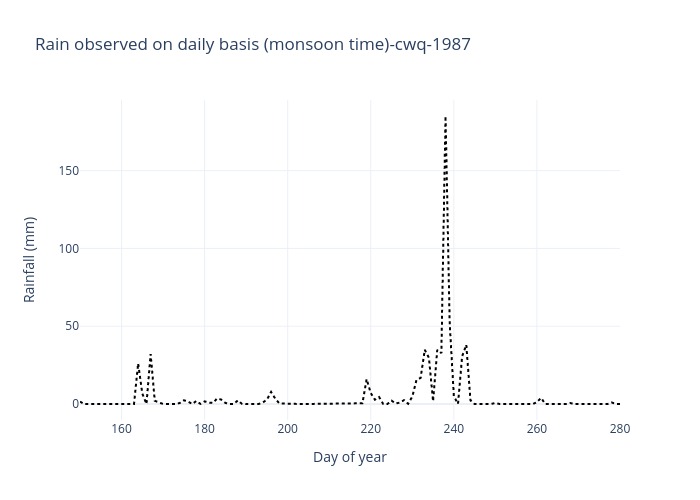 Rain observed on daily basis (monsoon time)-cwq-1987
150
100
50
0
Rainfall (mm)
160 180 200 220 240 260 280
Day of year